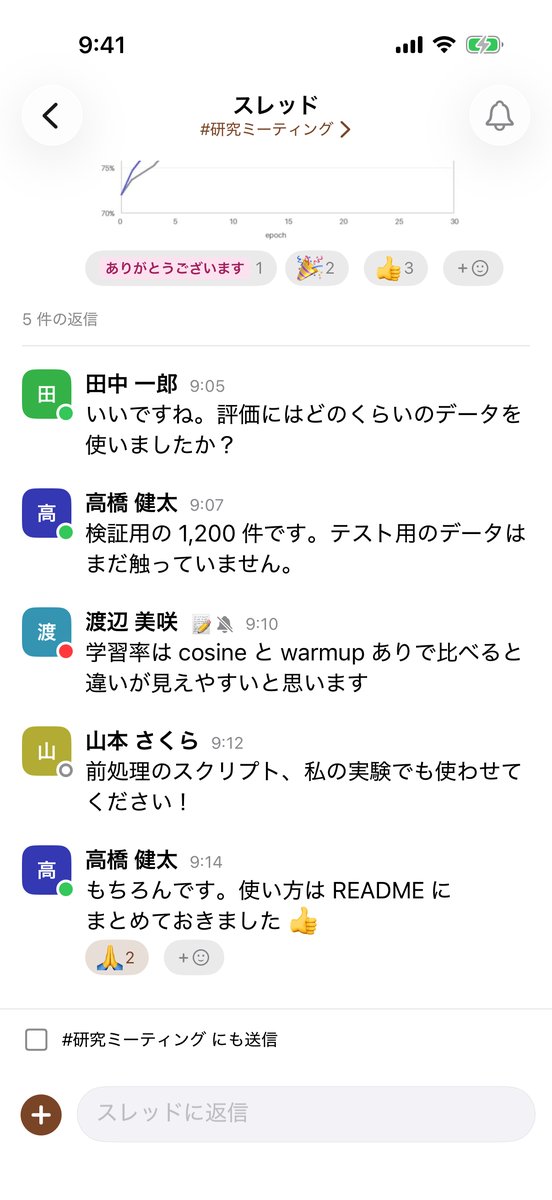 9:41
スレッド
#研究ミーティング
75%
70%
0 5 10 15 20 25 30
epoch
ありがとうございます 1 2 3 +
5 件の返信
田 田中 一郎 9:05
いいですね。評価にはどのくらいのデータを
使いましたか？
高 高橋 健太 9:07
検証用の 1,200 件です。テスト用のデータは
まだ触っていません。
渡 渡辺 美咲 9:10
学習率は cosine と warmup ありで比べると
違いが見えやすいと思います
山 山本 さくら 9:12
前処理のスクリプト、私の実験でも使わせて
ください！
高 高橋 健太 9:14
もちろんです。使い方は README に
まとめておきました 👍
🙏 2 +
#研究ミーティング にも送信
スレッドに返信